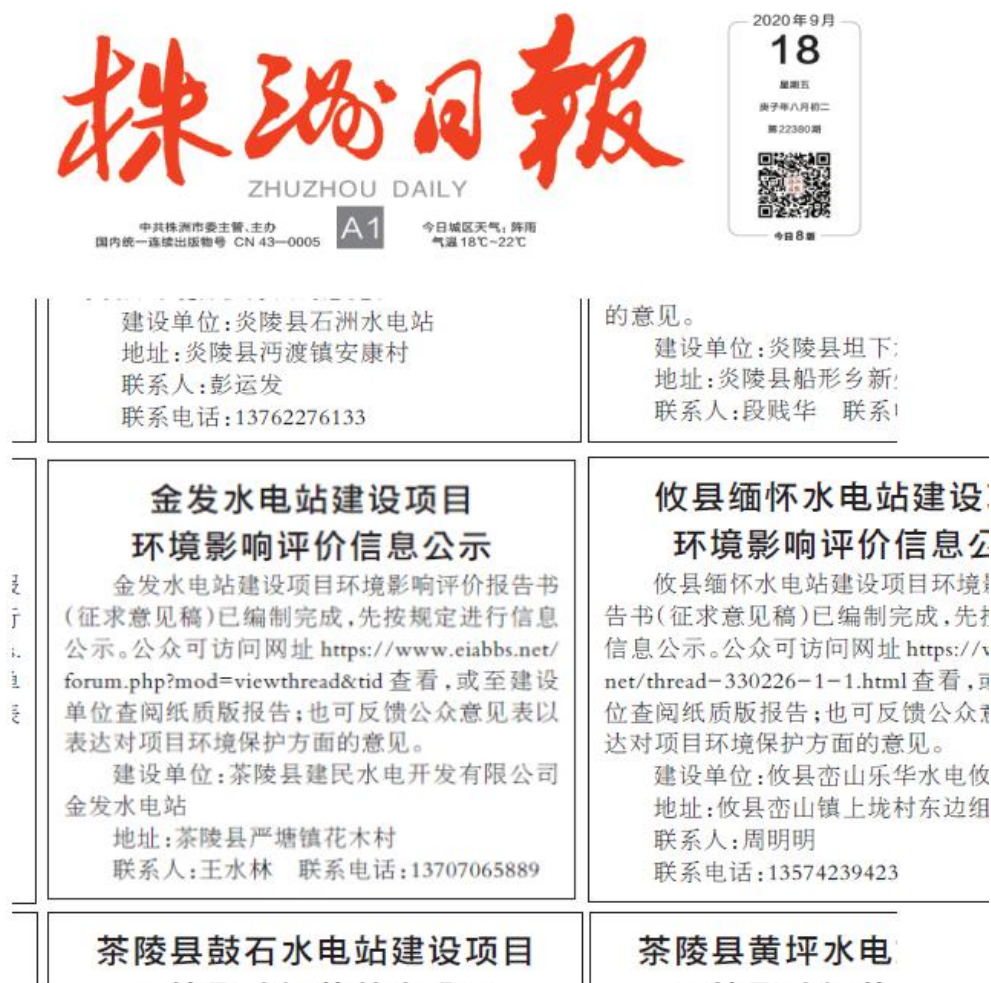 株洲日报
ZHUZHOU DAILY
中共株洲市委主管、主办
国内统一连续出版物号 CN 43—0005
A1
今日城区天气:阵雨
气温18℃~22℃
2020年9月
18
星期五
庚子年八月初二
第22380期
今日8版
建设单位:炎陵县石洲水电站
地址:炎陵县沔渡镇安康村
联系人:彭运发
联系电话:13762276133
的意见。
建设单位:炎陵县坦下
地址:炎陵县船形乡新
联系人:段贱华 联系
金发水电站建设项目
环境影响评价信息公示
金发水电站建设项目环境影响评价报告书
(征求意见稿)已编制完成,先按规定进行信息
公示。公众可访问网址 https://www.eiabbs.net/
forum.php?mod=viewthread&tid 查看,或至建设
单位查阅纸质版报告;也可反馈公众意见表以
表达对项目环境保护方面的意见。
建设单位:茶陵县建民水电开发有限公司
金发水电站
地址:茶陵县严塘镇花木村
联系人:王水林 联系电话:13707065889
攸县缅怀水电站建设
环境影响评价信息公
攸县缅怀水电站建设项目环境
告书(征求意见稿)已编制完成,先按
信息公示。公众可访问网址 https://
net/thread-330226-1-1.html 查看,或
位查阅纸质版报告;也可反馈公众意
达对项目环境保护方面的意见。
建设单位:攸县峦山乐华水电攸
地址:攸县峦山镇上垅村东边组
联系人:周明明
联系电话:13574239423
茶陵县鼓石水电站建设项目
茶陵县黄坪水电